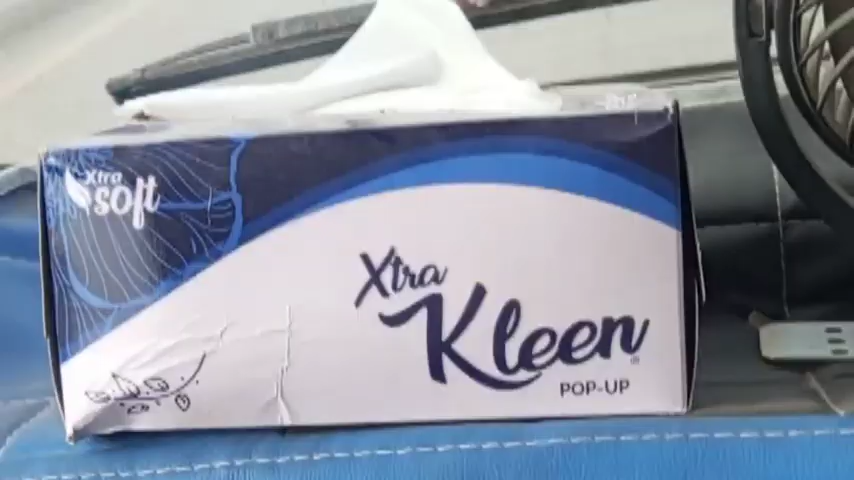 Xtra
soft
Xtra
Kleen
POP-UP